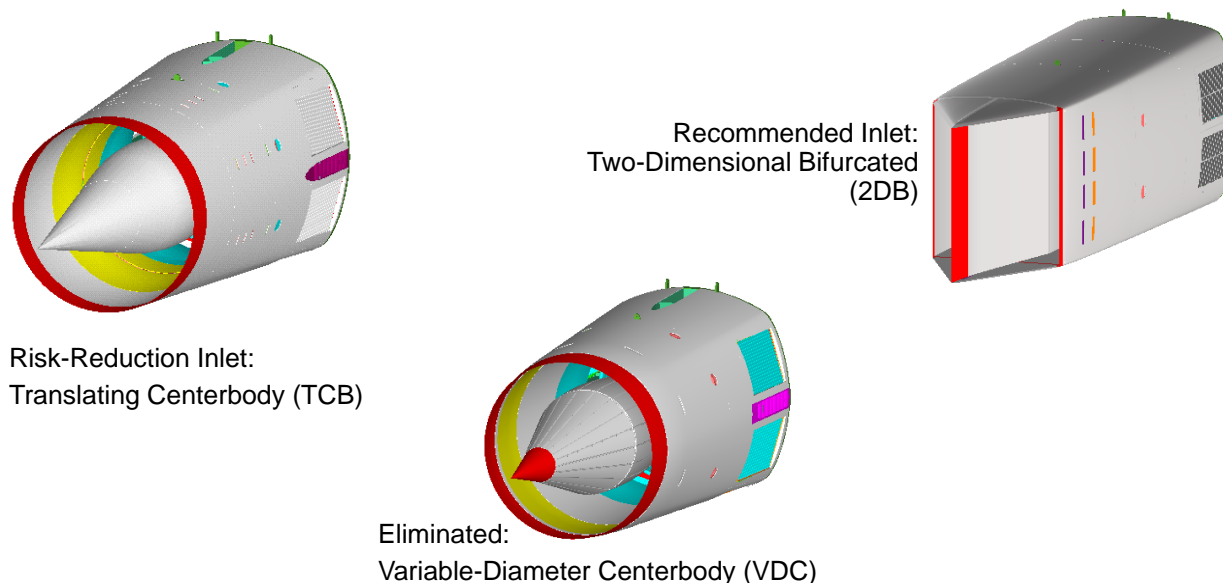 Recommended Inlet:
Two-Dimensional Bifurcated
(2DB)
Risk-Reduction Inlet:
Translating Centerbody (TCB)
Eliminated:
Variable-Diameter Centerbody (VDC)